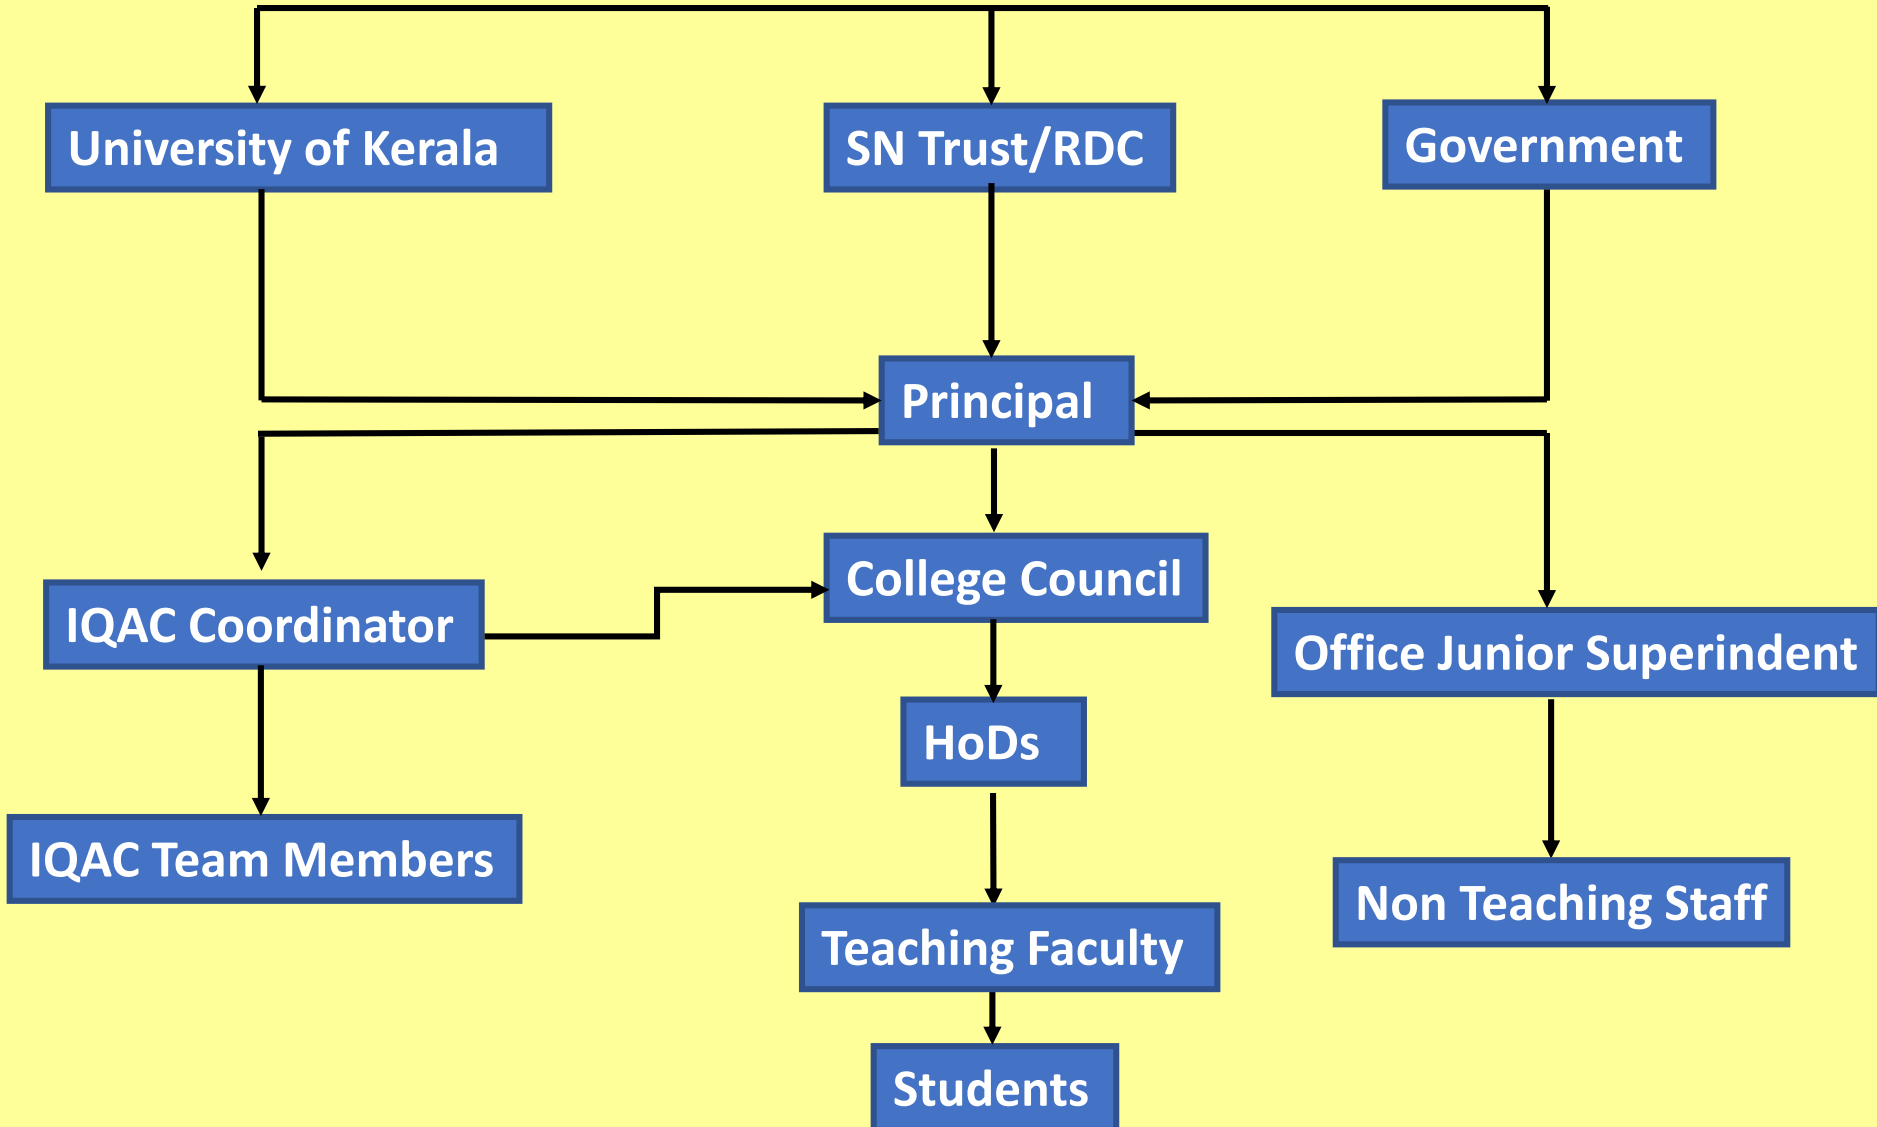 University of Kerala
SN Trust/RDC
Government
Principal
College Council
IQAC Coordinator
Office Junior Superindent
HoDs
IQAC Team Members
Non Teaching Staff
Teaching Faculty
Students